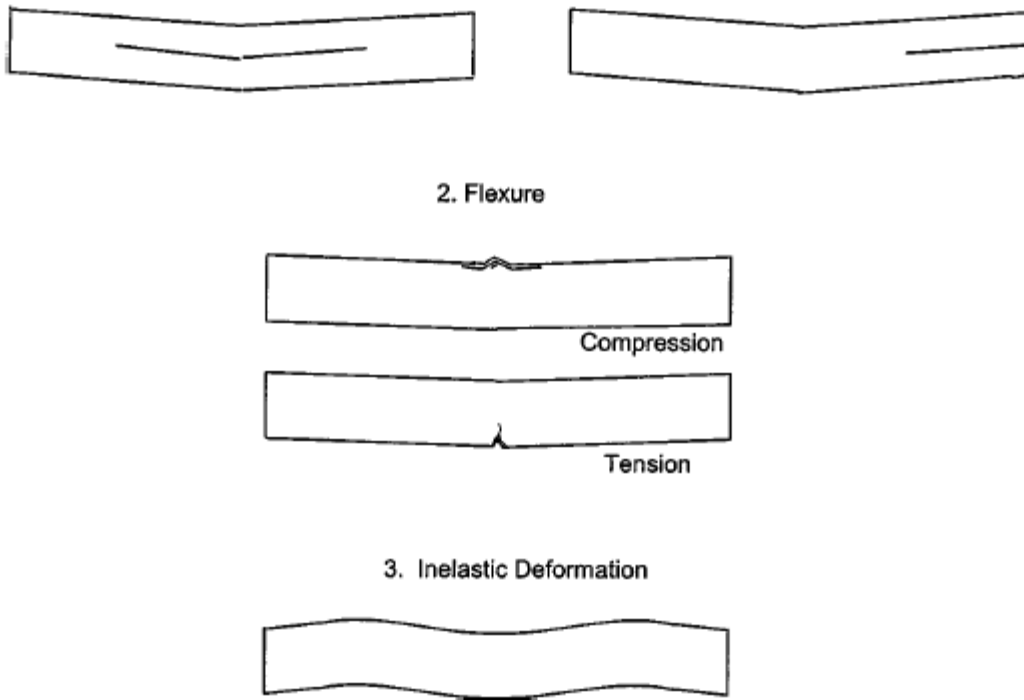 2. Flexure
Compression
Tension
3. Inelastic Deformation